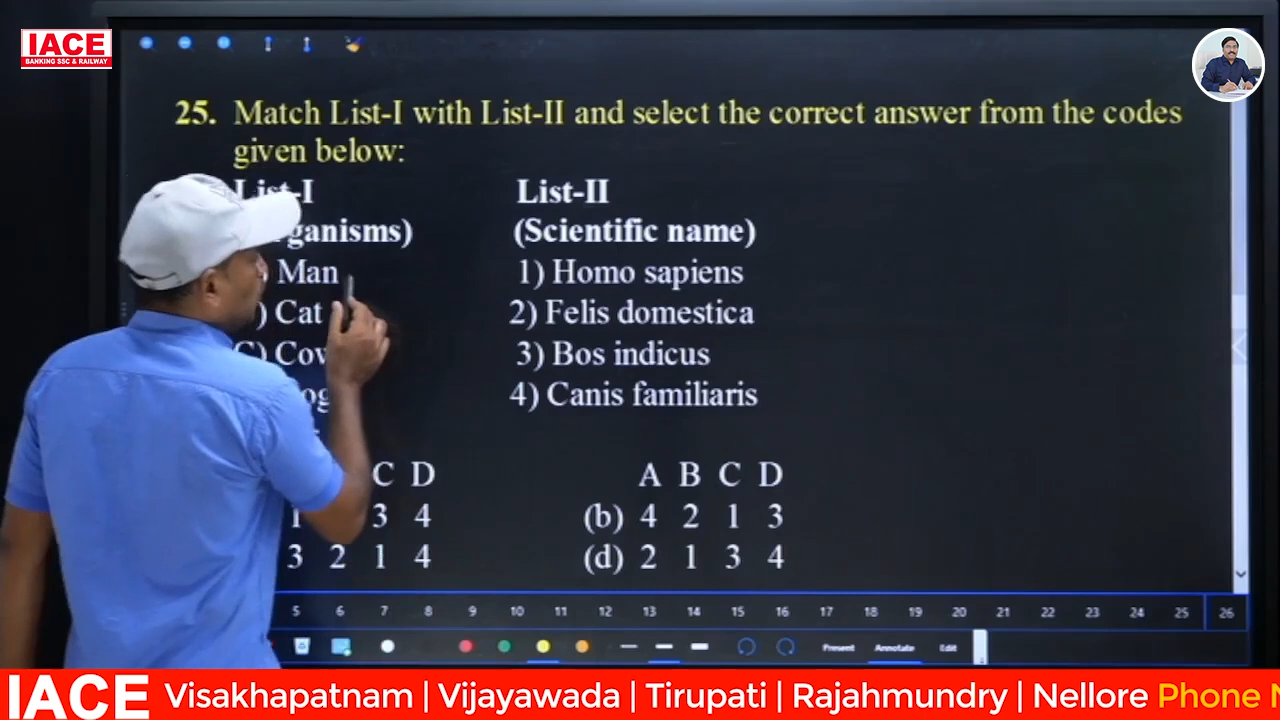 IACE
BANKING SSC & RAILWAY
25. Match List-I with List-II and select the correct answer from the codes
given below:
List-I List-II
(Scientific name)
) Man 1) Homo sapiens
) Cat 2) Felis domestica
C) 3) Bos indicus
4) Canis familiaris
C D A B C D
1 3 4 (b) 4 2 1 3
3 2 1 4 (d) 2 1 3 4
5 6 7 8 9 10 11 12 13 14 15 16 17 18 19 20 21 22 23 24 25 26
Present Annotate Edit
IACE Visakhapatnam | Vijayawada | Tirupati | Rajahmundry | Nellore Phone